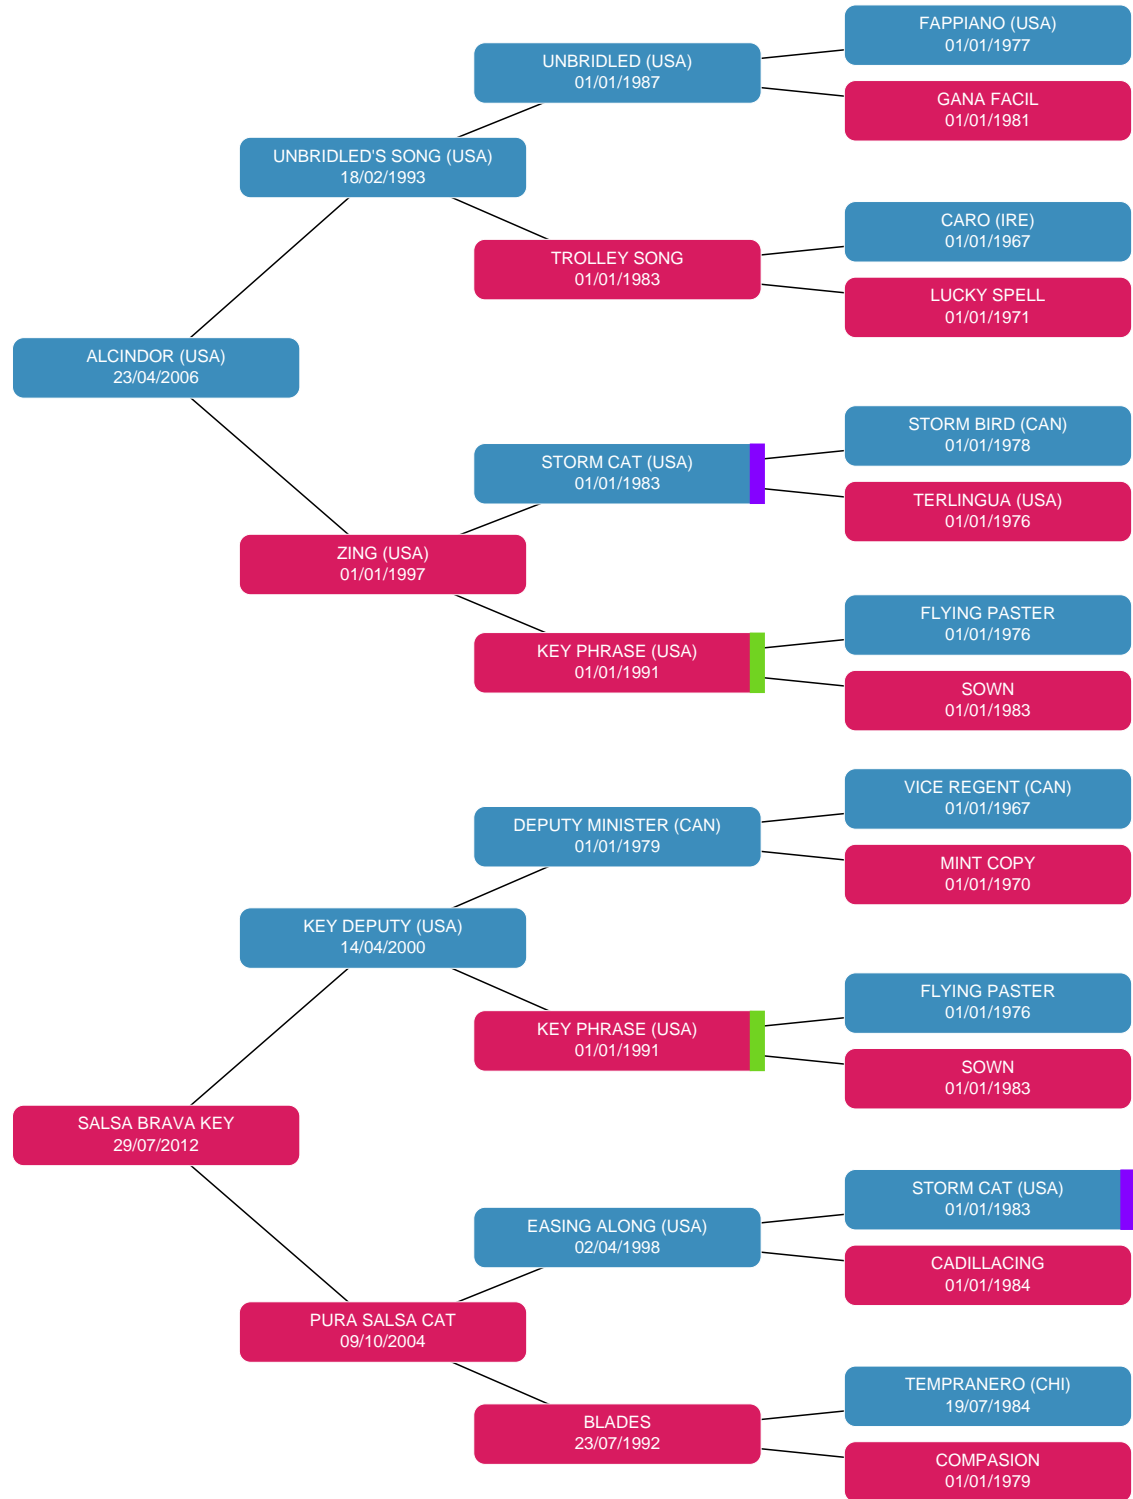 FAPPIANO (USA)
01/01/1977
UNBRIDLED (USA)
01/01/1987
GANA FACIL
01/01/1981
UNBRIDLED'S SONG (USA)
18/02/1993
CARO (IRE)
01/01/1967
TROLLEY SONG
01/01/1983
LUCKY SPELL
01/01/1971
ALCINDOR (USA)
23/04/2006
STORM BIRD (CAN)
01/01/1978
STORM CAT (USA)
01/01/1983
TERLINGUA (USA)
01/01/1976
ZING (USA)
01/01/1997
FLYING PASTER
01/01/1976
KEY PHRASE (USA)
01/01/1991
SOWN
01/01/1983
VICE REGENT (CAN)
01/01/1967
DEPUTY MINISTER (CAN)
01/01/1979
MINT COPY
01/01/1970
KEY DEPUTY (USA)
14/04/2000
FLYING PASTER
01/01/1976
KEY PHRASE (USA)
01/01/1991
SOWN
01/01/1983
SALSA BRAVA KEY
29/07/2012
STORM CAT (USA)
01/01/1983
EASING ALONG (USA)
02/04/1998
CADILLACING
01/01/1984
PURA SALSA CAT
09/10/2004
TEMPRANERO (CHI)
19/07/1984
BLADES
23/07/1992
COMPASION
01/01/1979